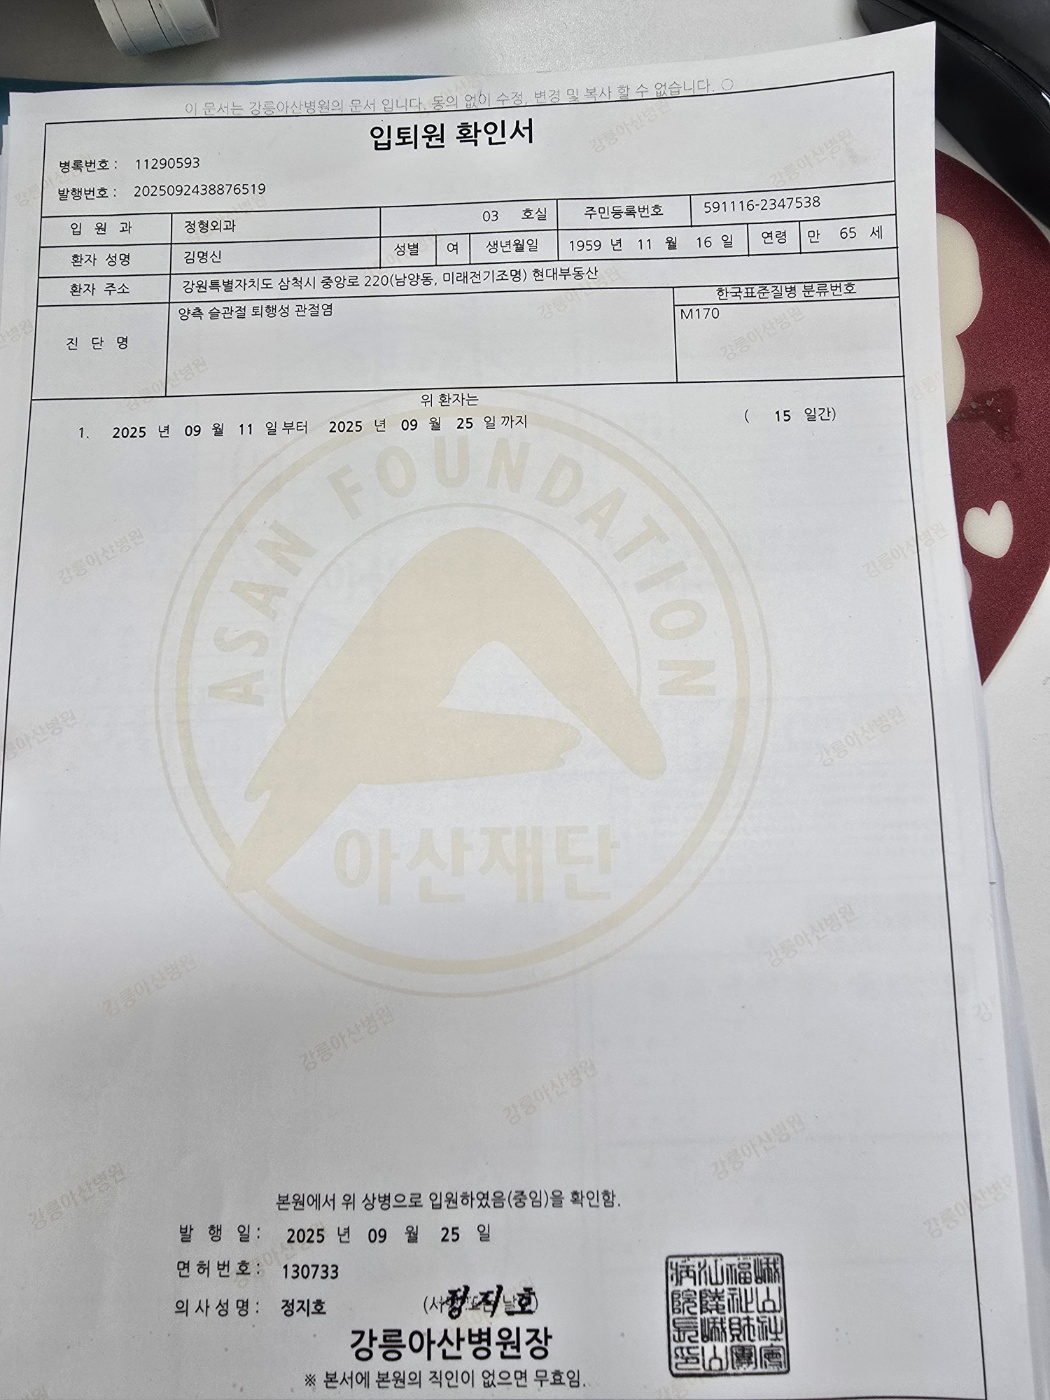 이 문서는 강릉아산병원의 문서 입니다. 동의 없이 수정, 변경 및 복사 할 수 없습니다.
입퇴원 확인서
병록번호 : 11290593
발행번호 : 2025092438876519
입 원 과 정형외과 03 호실 주민등록번호 591116-2347538
환자 성명 김명신 성별 여 생년월일 1959 년 11 월 16 일 연령 만 65 세
환자 주소 강원특별자치도 삼척시 중앙로 220(남양동, 미래전기조명) 현대부동산
진 단 명 양측 슬관절 퇴행성 관절염 한국표준질병 분류번호
M170
위 환자는
1. 2025 년 09 월 11 일 부터 2025 년 09 월 25 일 까지 ( 15 일간)
ASAN FOUNDATION
아산재단
본원에서 위 상병으로 입원하였음(중임)을 확인함.
발 행 일 : 2025 년 09 월 25 일
면 허 번 호 : 130733
의 사 성 명 : 정지호 정지호
강릉아산병원장
※ 본서에 본원의 직인이 없으면 무효임.
강릉아산병원